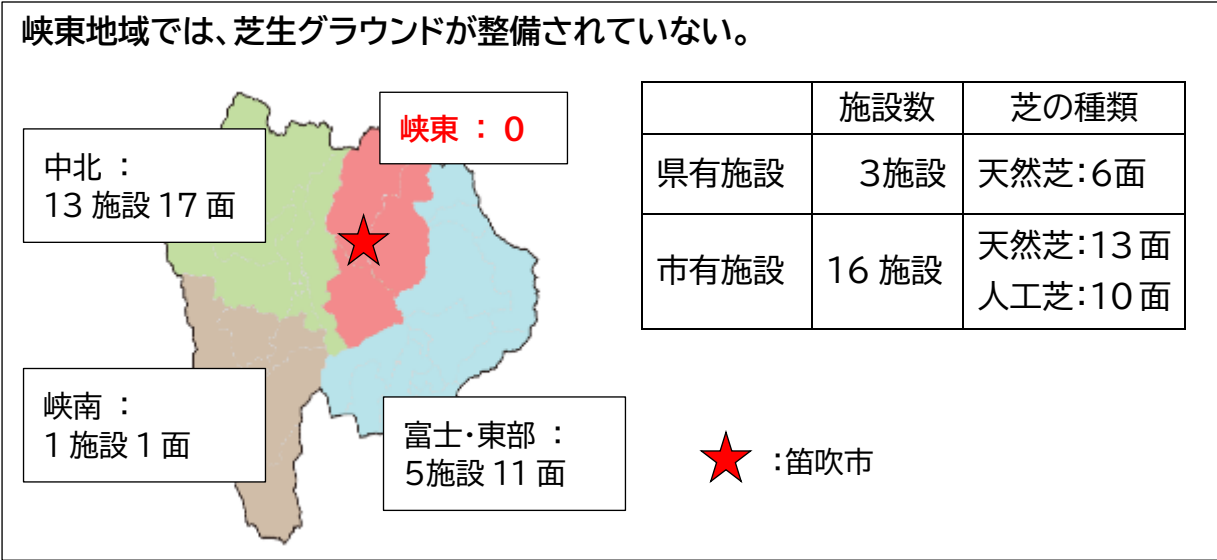 峡東地域では、芝生グラウンドが整備されていない。
峡東 : 0
中北 :
13 施設 17 面
峡南 :
1 施設 1 面
富士・東部 :
5施設 11 面
施設数 芝の種類
県有施設 3施設 天然芝:6面
市有施設 16 施設 天然芝:13 面
人工芝:10 面
:笛吹市